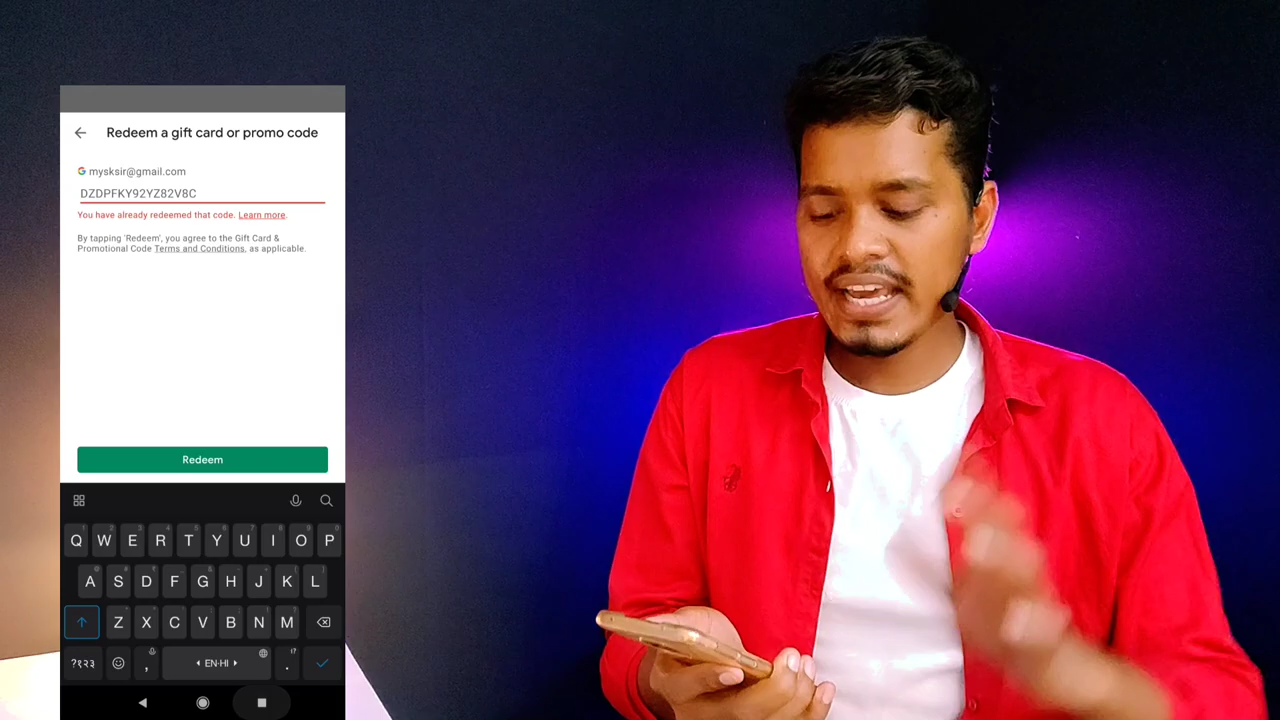 Redeem a gift card or promo code
mysksir@gmail.com
DZDPFKY92YZ82V8C
You have already redeemed that code. Learn more.
By tapping 'Redeem', you agree to the Gift Card &
Promotional Code Terms and Conditions, as applicable.
Redeem
Q W E R T Y U I O P
A S D F G H J K L
Z X C V B N M
?१२३ , EN-HI .